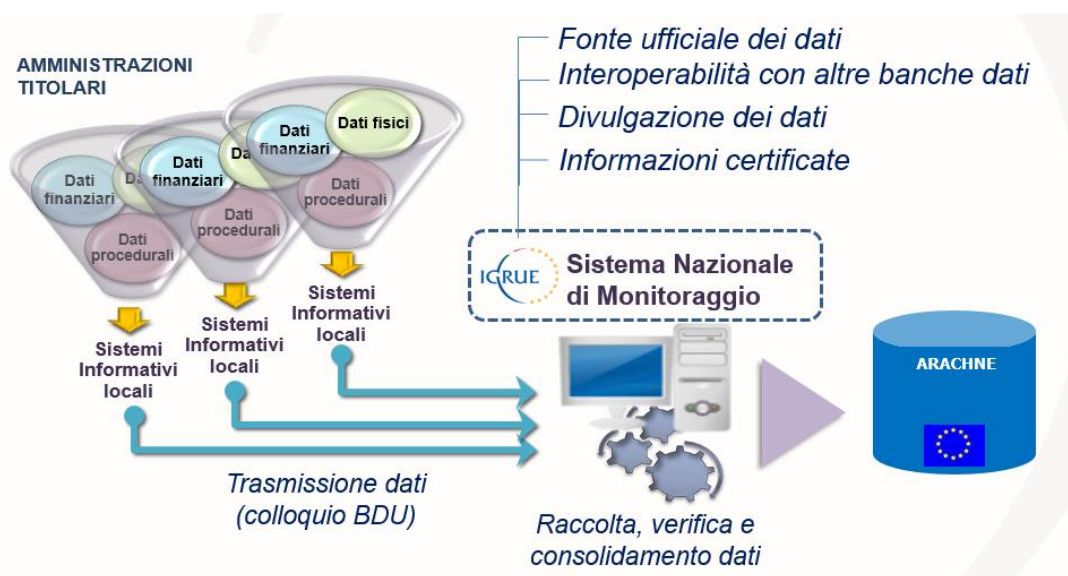 AMMINISTRAZIONI
TITOLARI
Fonte ufficiale dei dati
Interoperabilità con altre banche dati
Divulgazione dei dati
Informazioni certificate
Dati
finanziari
Dati
procedurali
Dati
finanziari
Dati
procedurali
Dati
finanziari
Dati fisici
Dati
procedurali
Sistemi
Informativi
locali
Sistemi
Informativi
locali
Sistemi
Informativi
locali
IGRUE
Sistema Nazionale
di Monitoraggio
ARACHNE
Trasmissione dati
(colloquio BDU)
Raccolta, verifica e
consolidamento dati